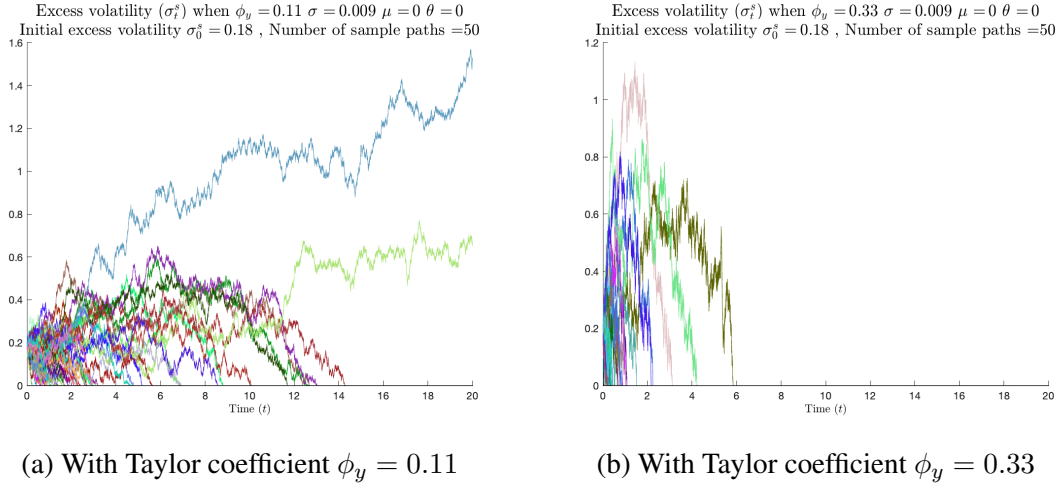 Excess volatility (σₜˢ) when ϕ_y = 0.11 σ = 0.009 μ = 0 θ = 0
Initial excess volatility σ₀ˢ = 0.18 , Number of sample paths =50
1.6
1.4
1.2
1
0.8
0.6
0.4
0.2
0
0 2 4 6 8 10 12 14 16 18 20
Time (t)
(a) With Taylor coefficient ϕ_y = 0.11
Excess volatility (σₜˢ) when ϕ_y = 0.33 σ = 0.009 μ = 0 θ = 0
Initial excess volatility σ₀ˢ = 0.18 , Number of sample paths =50
1.2
1
0.8
0.6
0.4
0.2
0
0 2 4 6 8 10 12 14 16 18 20
Time (t)
(b) With Taylor coefficient ϕ_y = 0.33